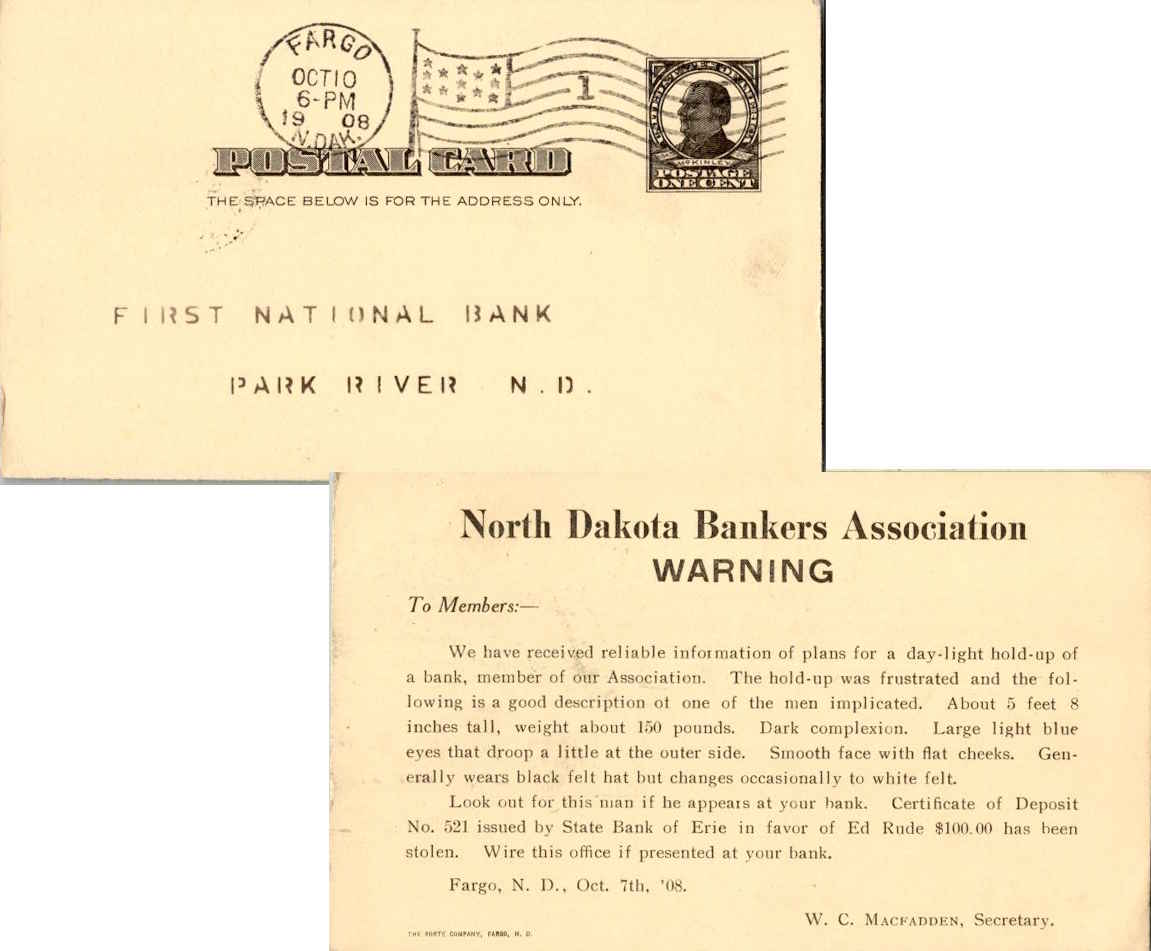 FARGO
OCT 10
6-PM
19 08
N. DAK.
1
UNITED STATES OF AMERICA
McKINLEY
POSTAGE
ONE CENT
POSTAL CARD
THE SPACE BELOW IS FOR THE ADDRESS ONLY.
FIRST NATIONAL BANK
PARK RIVER N.D.
North Dakota Bankers Association
WARNING
To Members:—
We have received reliable information of plans for a day-light hold-up of
a bank, member of our Association. The hold-up was frustrated and the fol-
lowing is a good description of one of the men implicated. About 5 feet 8
inches tall, weight about 150 pounds. Dark complexion. Large light blue
eyes that droop a little at the outer side. Smooth face with flat cheeks. Gen-
erally wears black felt hat but changes occasionally to white felt.
Look out for this man if he appears at your bank. Certificate of Deposit
No. 521 issued by State Bank of Erie in favor of Ed Rude $100.00 has been
stolen. Wire this office if presented at your bank.
Fargo, N. D., Oct. 7th, '08.
W. C. MACFADDEN, Secretary.
THE PORTE COMPANY, FARGO, N. D.